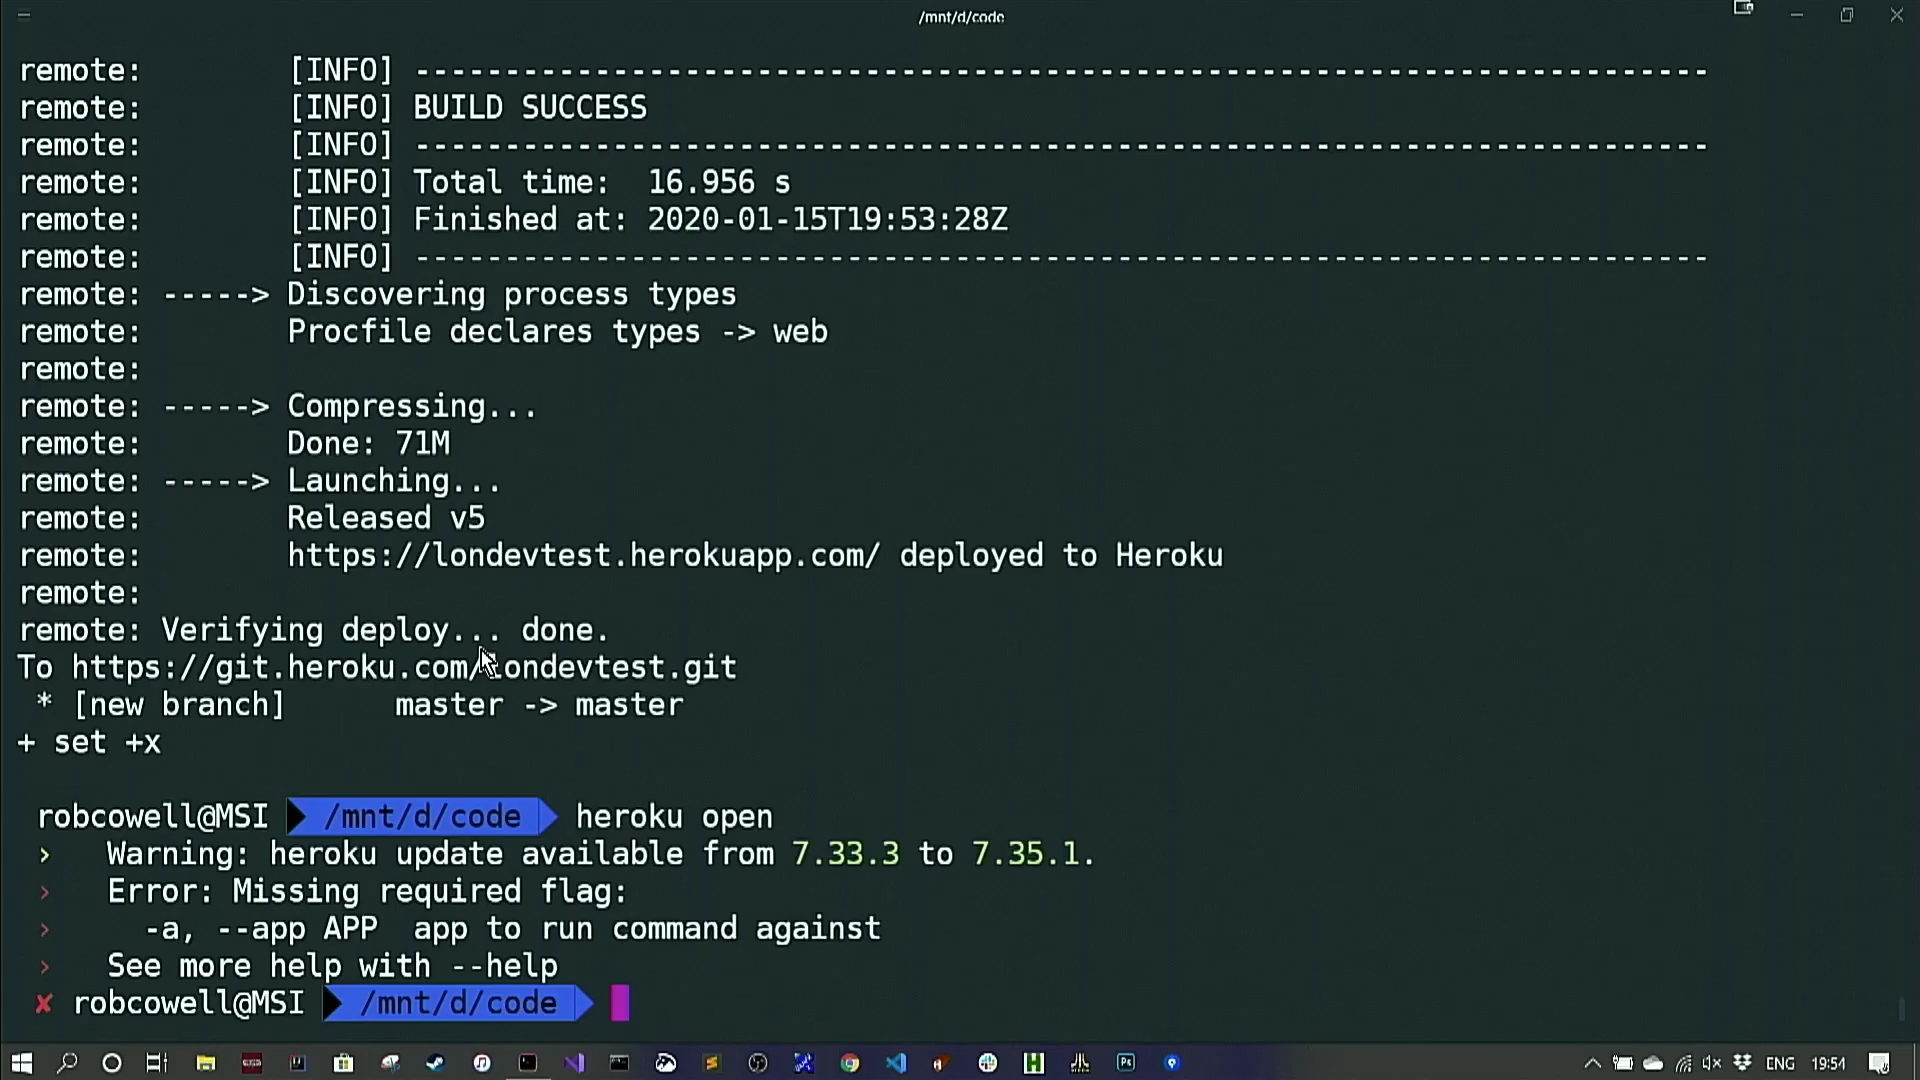 /mnt/d/code
remote: [INFO] ------------------------------------------------------------------------
remote: [INFO] BUILD SUCCESS
remote: [INFO] ------------------------------------------------------------------------
remote: [INFO] Total time:  16.956 s
remote: [INFO] Finished at: 2020-01-15T19:53:28Z
remote: [INFO] ------------------------------------------------------------------------
remote: -----> Discovering process types
remote: Procfile declares types -> web
remote:
remote: -----> Compressing...
remote: Done: 71M
remote: -----> Launching...
remote: Released v5
remote: https://londevtest.herokuapp.com/ deployed to Heroku
remote:
remote: Verifying deploy... done.
To https://git.heroku.com/londevtest.git
* [new branch] master -> master
+ set +x
robcowell@MSI /mnt/d/code heroku open
› Warning: heroku update available from 7.33.3 to 7.35.1.
› Error: Missing required flag:
› -a, --app APP  app to run command against
› See more help with --help
✘ robcowell@MSI /mnt/d/code
ENG 19:54